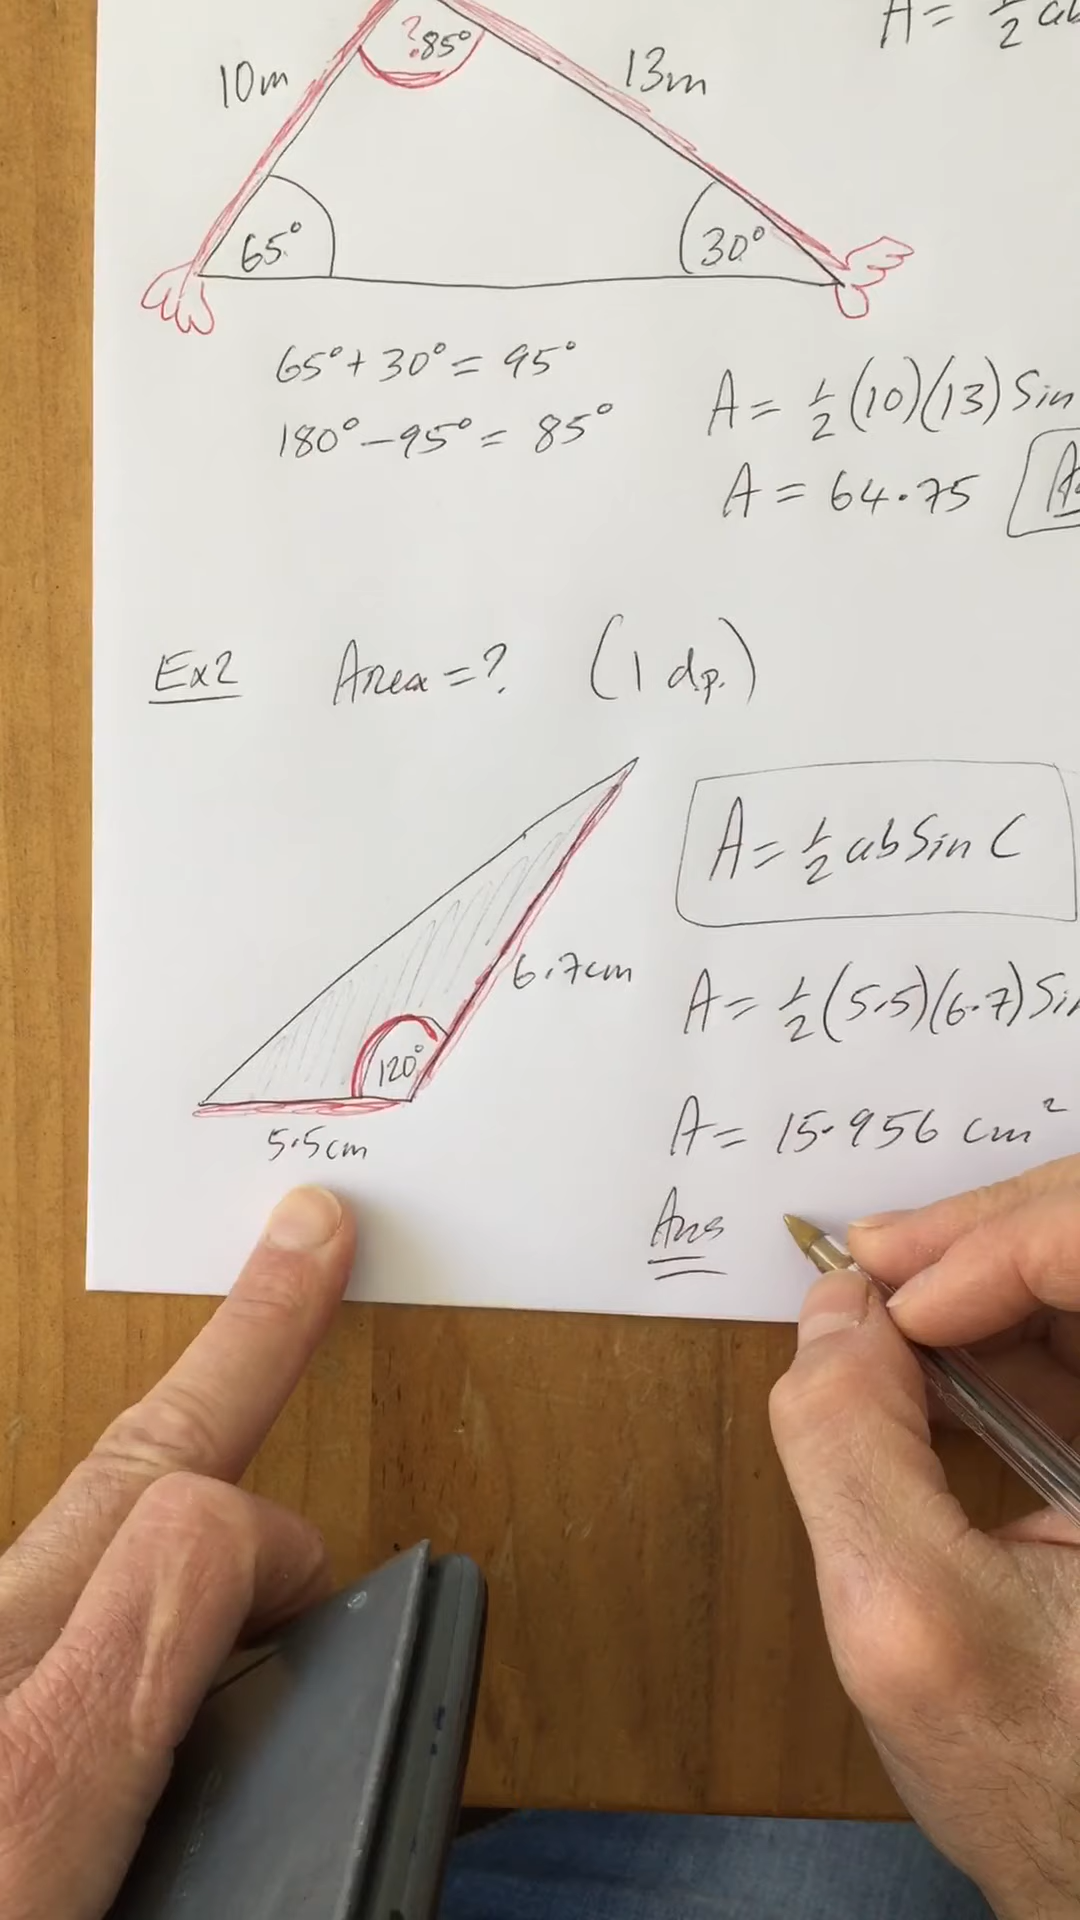 A = ½ ab
?85°
10m
13m
65°
30°
65° + 30° = 95°
180° – 95° = 85°
A = ½ (10)(13) Sin
A = 64.75
Ex2 Area = ? (1 d.p.)
A = ½ ab Sin C
6.7cm
A = ½ (5.5)(6.7) Sin
120°
5.5cm
A = 15.956 cm²
Ans